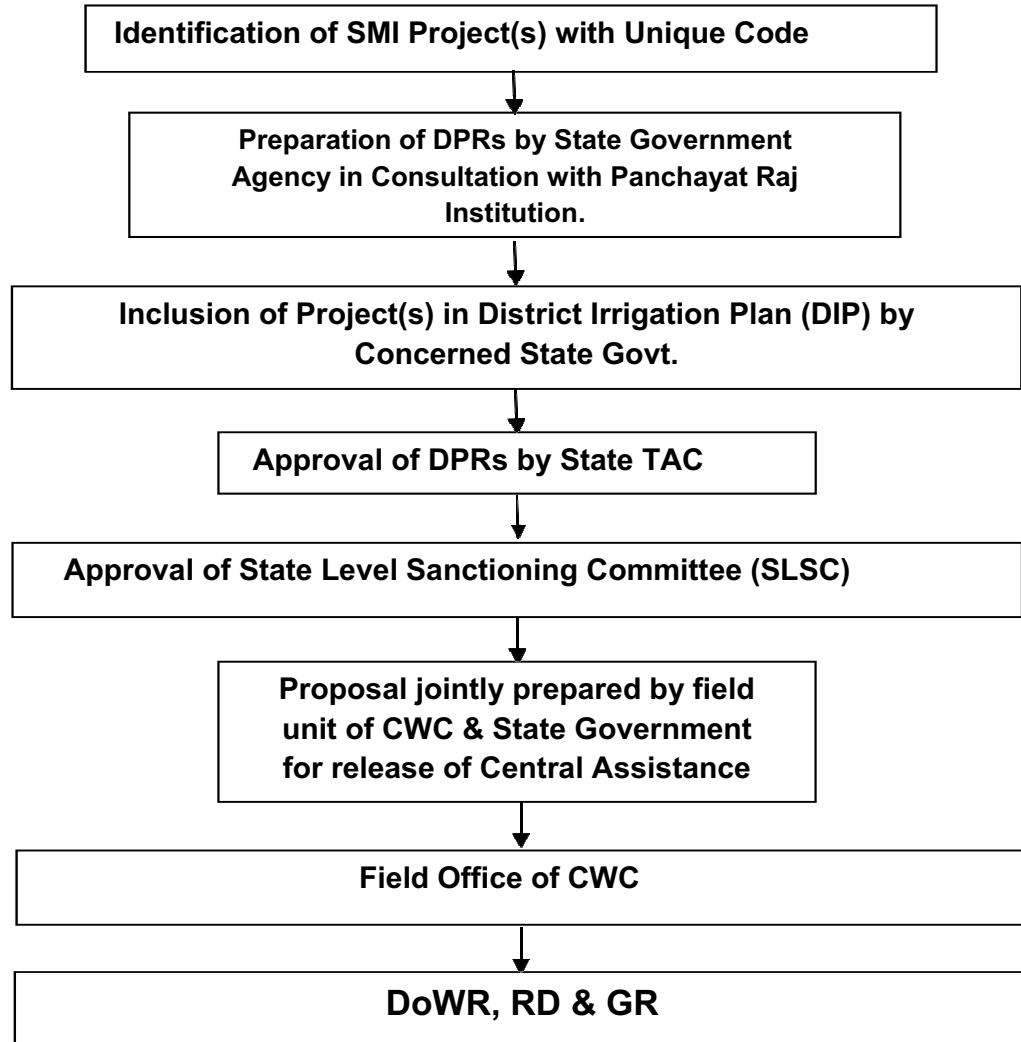 Identification of SMI Project(s) with Unique Code
Preparation of DPRs by State Government
Agency in Consultation with Panchayat Raj
Institution.
Inclusion of Project(s) in District Irrigation Plan (DIP) by
Concerned State Govt.
Approval of DPRs by State TAC
Approval of State Level Sanctioning Committee (SLSC)
Proposal jointly prepared by field
unit of CWC & State Government
for release of Central Assistance
Field Office of CWC
DoWR, RD & GR